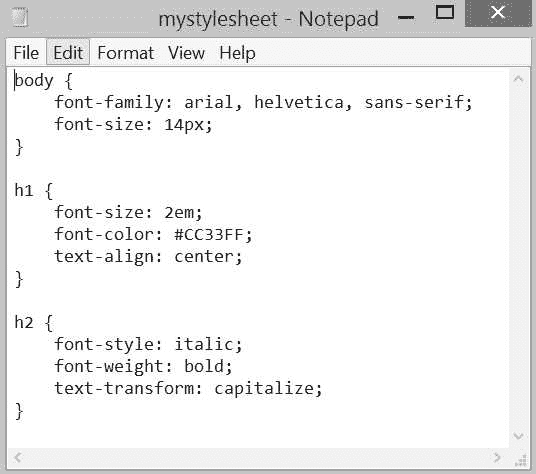 mystylesheet - Notepad
File Edit Format View Help
body {
    font-family: arial, helvetica, sans-serif;
    font-size: 14px;
}

h1 {
    font-size: 2em;
    font-color: #CC33FF;
    text-align: center;
}

h2 {
    font-style: italic;
    font-weight: bold;
    text-transform: capitalize;
}